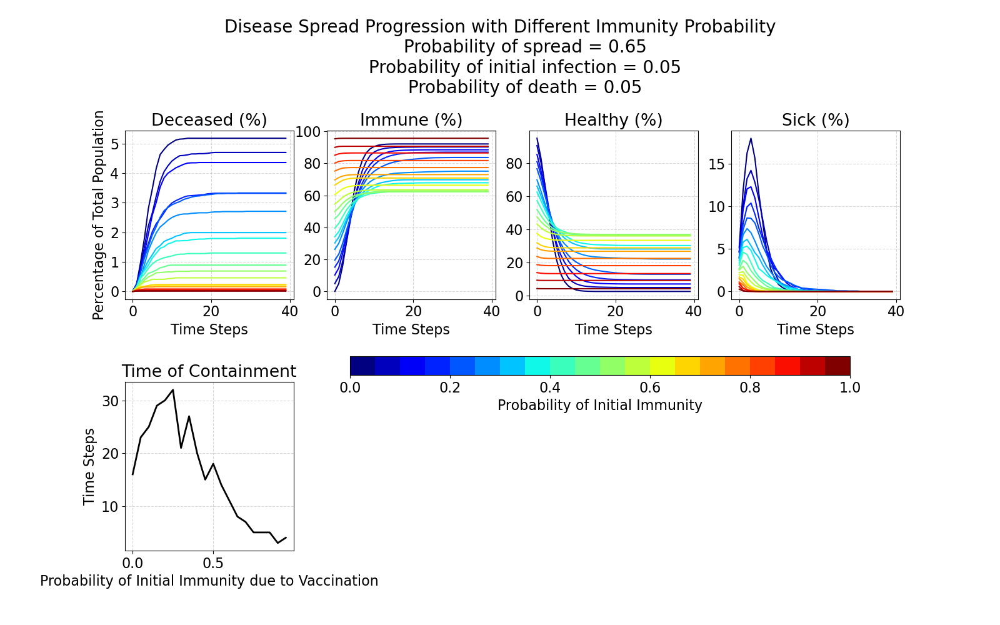 Disease Spread Progression with Different Immunity Probability
Probability of spread = 0.65
Probability of initial infection = 0.05
Probability of death = 0.05
Deceased (%)
Immune (%)
Healthy (%)
Sick (%)
Percentage of Total Population
5
4
3
2
1
0
0 20 40
Time Steps
100
80
60
40
20
0
0 20 40
Time Steps
80
60
40
20
0
0 20 40
Time Steps
15
10
5
0
0 20 40
Time Steps
Time of Containment
Time Steps
30
20
10
0.0 0.5
Probability of Initial Immunity due to Vaccination
0.0 0.2 0.4 0.6 0.8 1.0
Probability of Initial Immunity